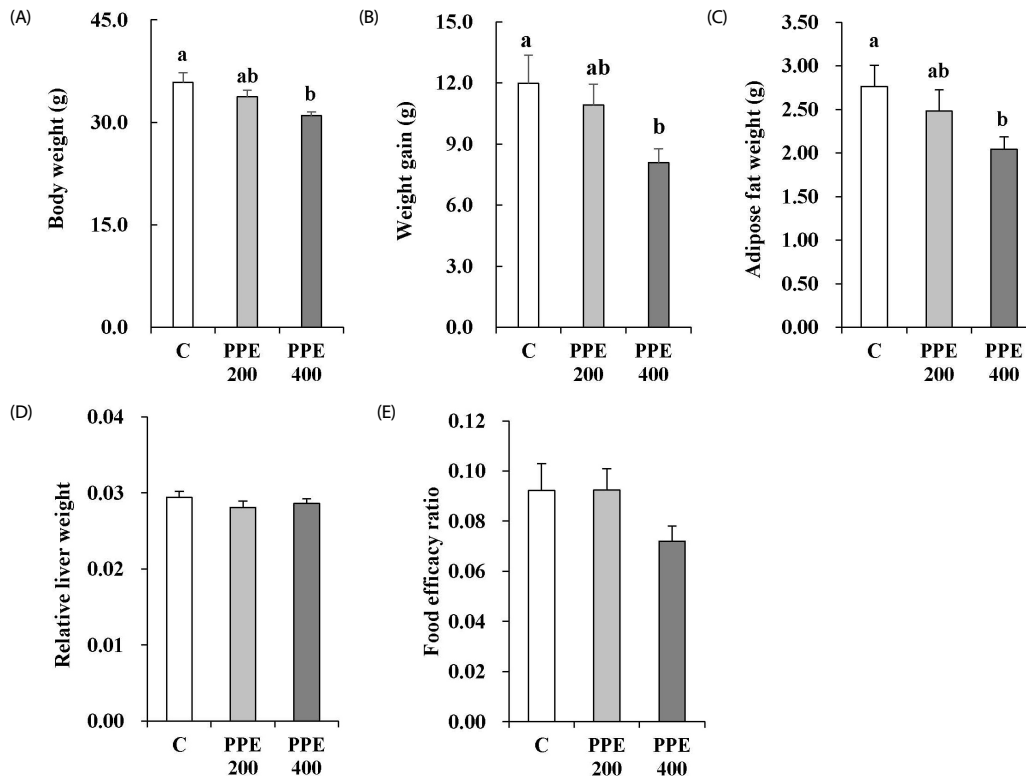 (A)
Body weight (g)
45.0
30.0
15.0
0.0
a
ab
b
C
PPE
200
PPE
400
(B)
Weight gain (g)
15.0
12.0
9.0
6.0
3.0
0.0
a
ab
b
C
PPE
200
PPE
400
(C)
Adipose fat weight (g)
3.50
3.00
2.50
2.00
1.50
1.00
0.50
0.00
a
ab
b
C
PPE
200
PPE
400
(D)
Relative liver weight
0.04
0.03
0.02
0.01
0.00
C
PPE
200
PPE
400
(E)
Food efficacy ratio
0.12
0.10
0.08
0.06
0.04
0.02
0.00
C
PPE
200
PPE
400